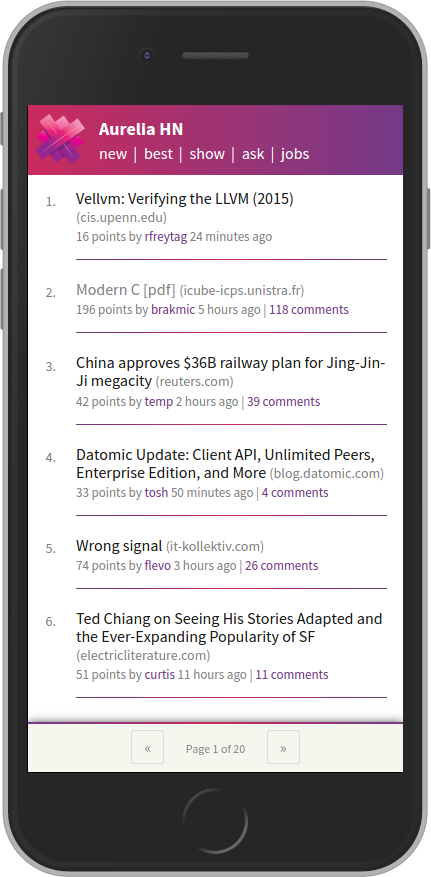 Aurelia HN
new | best | show | ask | jobs
1. Vellvm: Verifying the LLVM (2015)
(cis.upenn.edu)
16 points by rfreytag 24 minutes ago
2. Modern C [pdf] (icube-icps.unistra.fr)
196 points by brakmic 5 hours ago | 118 comments
3. China approves $36B railway plan for Jing-Jin-
Ji megacity (reuters.com)
42 points by temp 2 hours ago | 39 comments
4. Datomic Update: Client API, Unlimited Peers,
Enterprise Edition, and More (blog.datomic.com)
33 points by tosh 50 minutes ago | 4 comments
5. Wrong signal (it-kollektiv.com)
74 points by flevo 3 hours ago | 26 comments
6. Ted Chiang on Seeing His Stories Adapted and
the Ever-Expanding Popularity of SF
(electricliterature.com)
51 points by curtis 11 hours ago | 11 comments
« Page 1 of 20 »